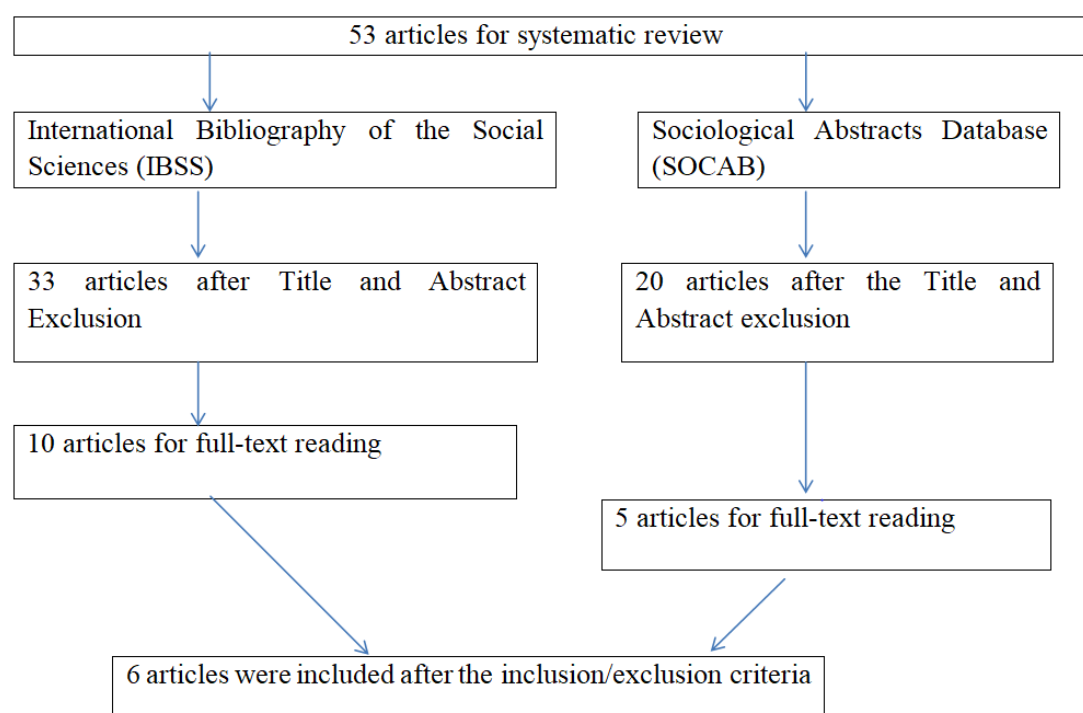 53 articles for systematic review
International Bibliography of the Social
Sciences (IBSS)
Sociological Abstracts Database
(SOCAB)
33 articles after Title and Abstract
Exclusion
20 articles after the Title and
Abstract exclusion
10 articles for full-text reading
5 articles for full-text reading
6 articles were included after the inclusion/exclusion criteria